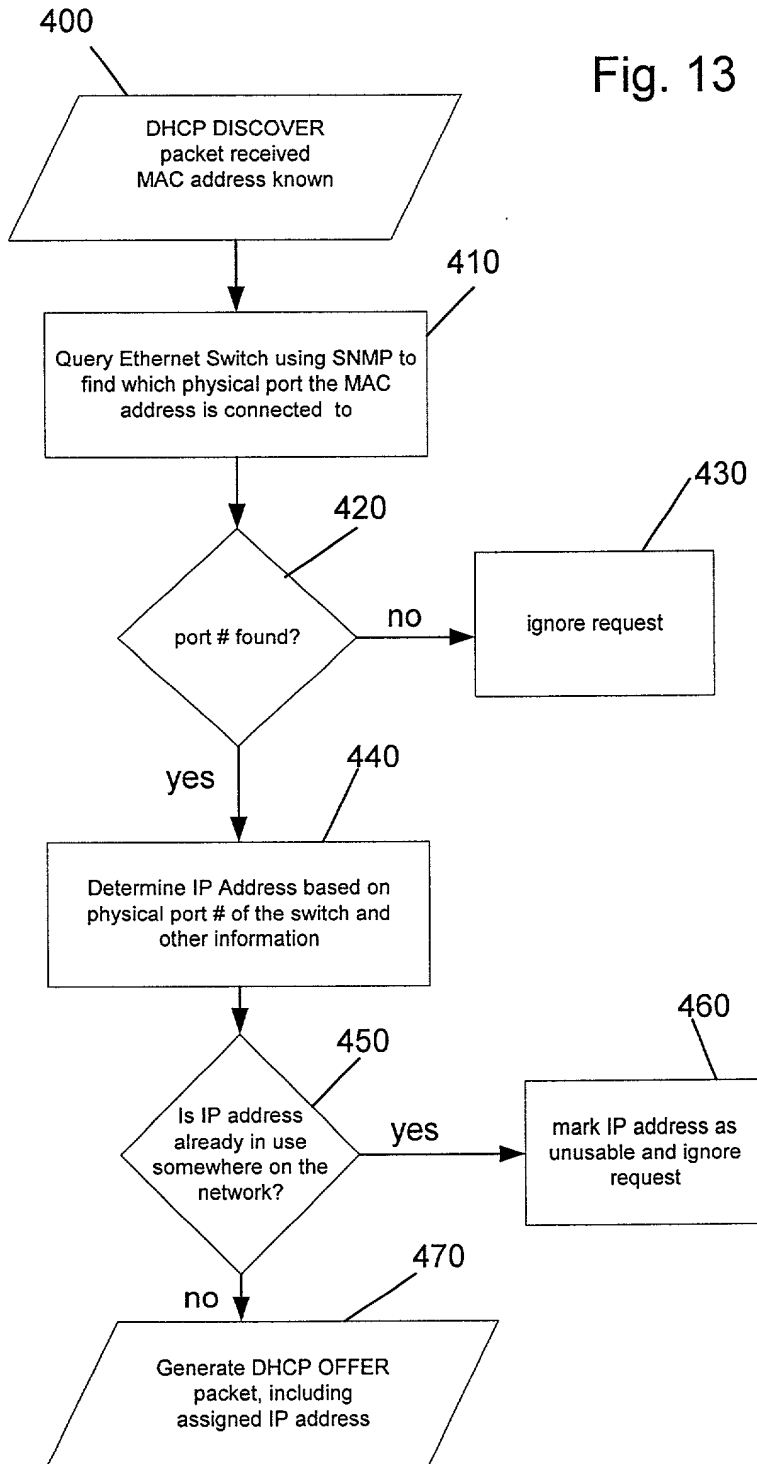 400
Fig. 13
DHCP DISCOVER
packet received
MAC address known
410
Query Ethernet Switch using SNMP to
find which physical port the MAC
address is connected to
420
port # found?
no
430
ignore request
yes
440
Determine IP Address based on
physical port # of the switch and
other information
450
Is IP address
already in use
somewhere on the
network?
yes
460
mark IP address as
unusable and ignore
request
no
470
Generate DHCP OFFER
packet, including
assigned IP address